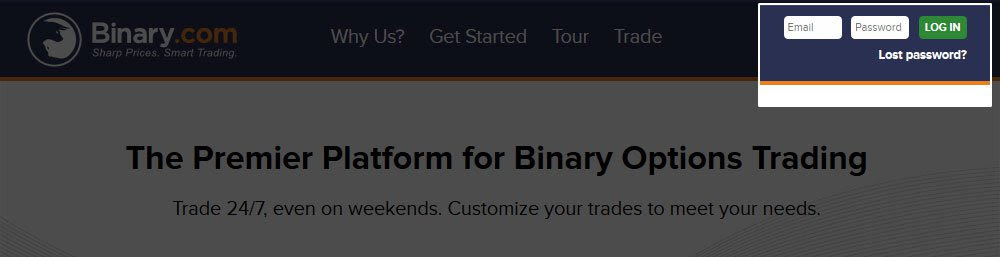 Binary.com
Sharp Prices. Smart Trading.
Why Us? Get Started Tour Trade
Email Password LOG IN
Lost password?
The Premier Platform for Binary Options Trading
Trade 24/7, even on weekends. Customize your trades to meet your needs.